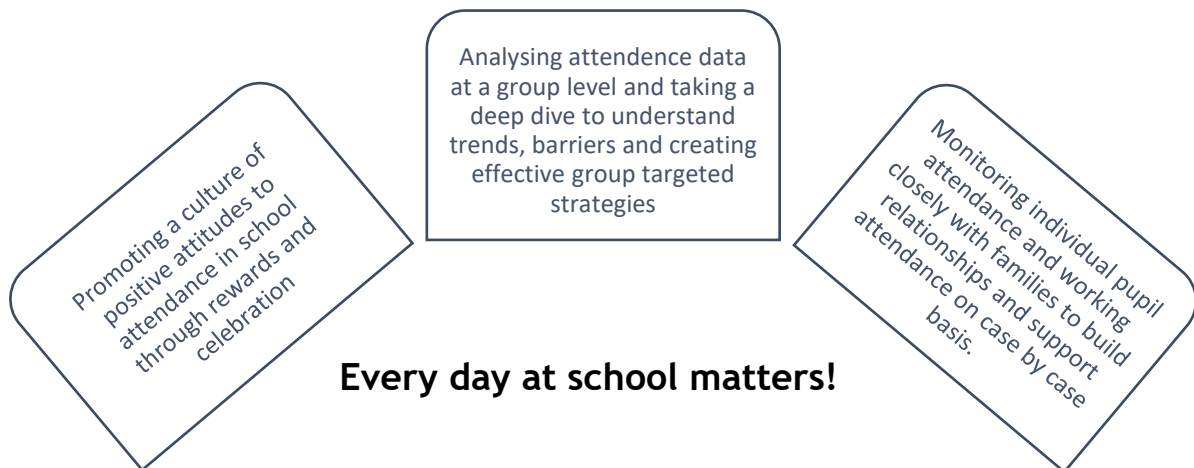 Promoting a culture of
positive attitudes to
attendance in school
through rewards and
celebration
Analysing attendence data
at a group level and taking a
deep dive to understand
trends, barriers and creating
effective group targeted
strategies
Monitoring individual pupil
attendance and working
closely with families to build
relationships and support
attendance on case by case
basis.
Every day at school matters!